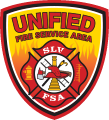 UNIFIED
FIRE SERVICE AREA
SLV
FSA